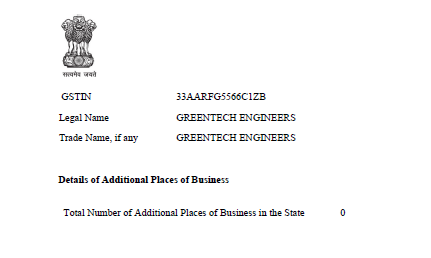 सत्यमेव जयते
GSTIN 33AARFG5566C1ZB
Legal Name GREENTECH ENGINEERS
Trade Name, if any GREENTECH ENGINEERS
Details of Additional Places of Business
Total Number of Additional Places of Business in the State 0